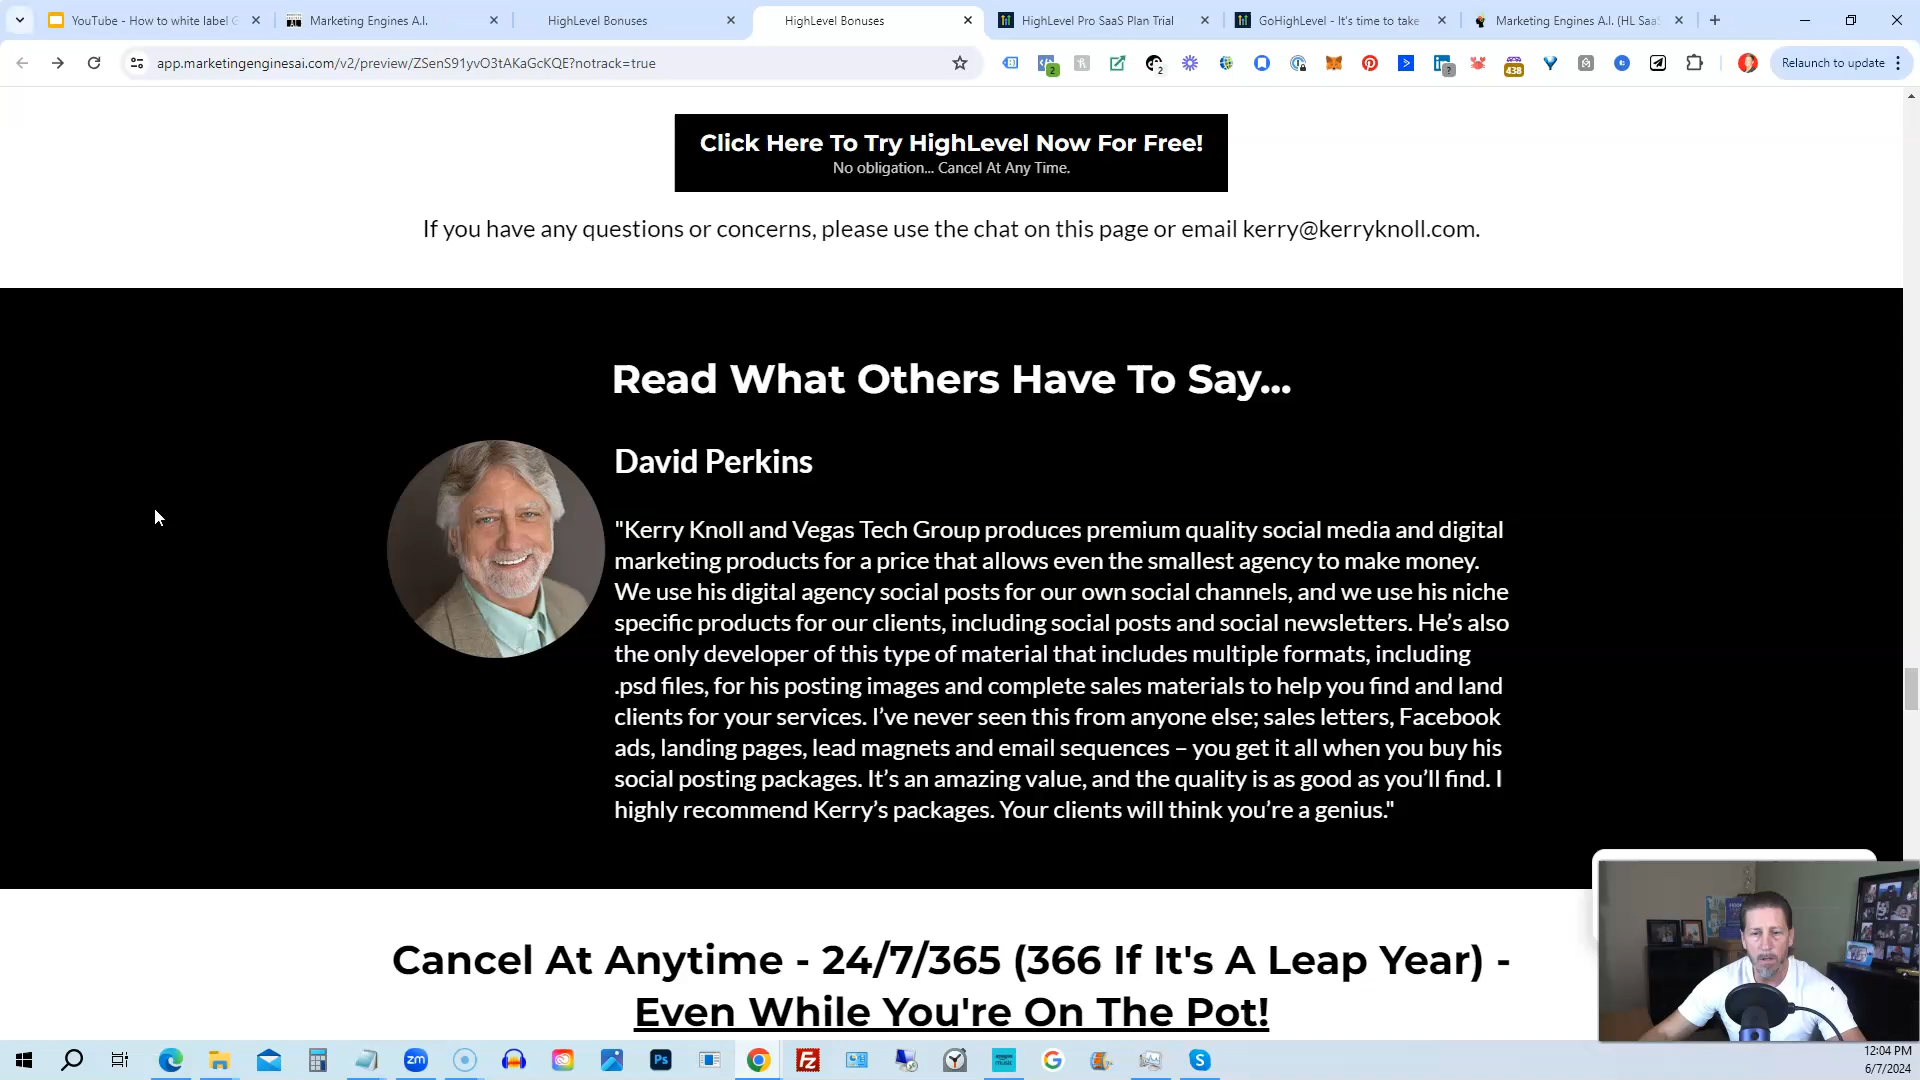 YouTube - How to white label G
Marketing Engines A.I.
HighLevel Bonuses
HighLevel Bonuses
HighLevel Pro SaaS Plan Trial
GoHighLevel - It's time to take
Marketing Engines A.I. (HL SaaS
app.marketingenginesai.com/v2/preview/ZSenS91yvO3tAKaGcKQE?notrack=true
2
2
438
?
Relaunch to update
Click Here To Try HighLevel Now For Free!
No obligation... Cancel At Any Time.
If you have any questions or concerns, please use the chat on this page or email kerry@kerryknoll.com.
Read What Others Have To Say...
David Perkins
"Kerry Knoll and Vegas Tech Group produces premium quality social media and digital
marketing products for a price that allows even the smallest agency to make money.
We use his digital agency social posts for our own social channels, and we use his niche
specific products for our clients, including social posts and social newsletters. He’s also
the only developer of this type of material that includes multiple formats, including
.psd files, for his posting images and complete sales materials to help you find and land
clients for your services. I’ve never seen this from anyone else; sales letters, Facebook
ads, landing pages, lead magnets and email sequences – you get it all when you buy his
social posting packages. It’s an amazing value, and the quality is as good as you’ll find. I
highly recommend Kerry’s packages. Your clients will think you’re a genius."
Cancel At Anytime - 24/7/365 (366 If It's A Leap Year) -
Even While You're On The Pot!
zm
Ps
Fz
amazon
music
G
S
12:04 PM
6/7/2024